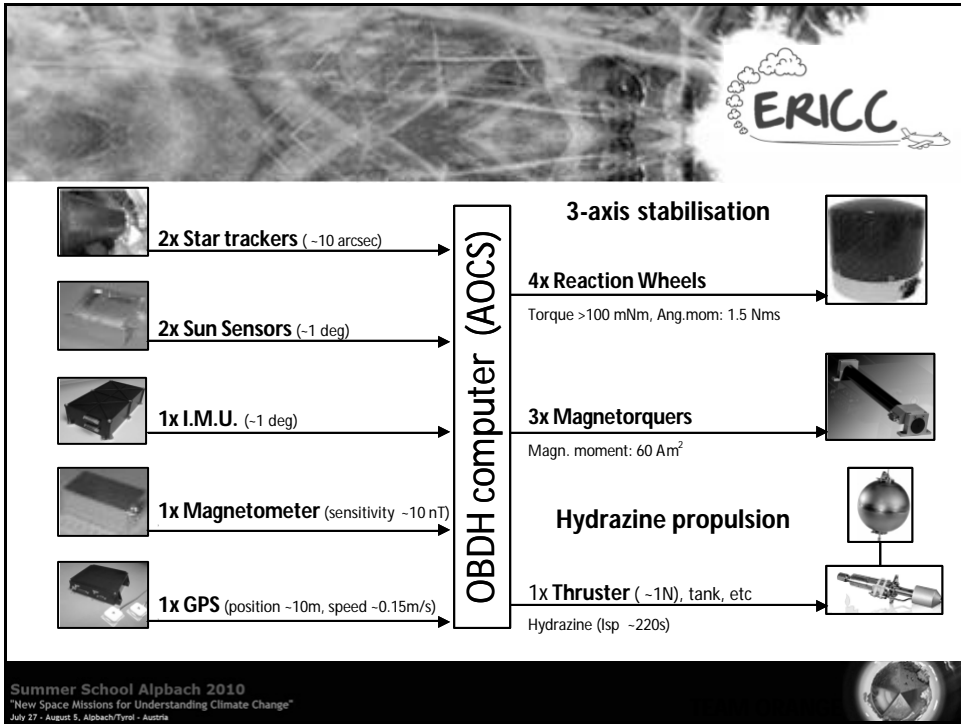 ERICC
2x Star trackers (~10 arcsec)
2x Sun Sensors (~1 deg)
1x I.M.U. (~1 deg)
1x Magnetometer (sensitivity ~10 nT)
1x GPS (position ~10m, speed ~0.15m/s)
OBDH computer (AOCS)
3-axis stabilisation
4x Reaction Wheels
Torque >100 mNm, Ang.mom: 1.5 Nms
3x Magnetorquers
Magn. moment: 60 Am²
Hydrazine propulsion
1x Thruster ( ~1N), tank, etc
Hydrazine (Isp ~220s)
Summer School Alpbach 2010
"New Space Missions for Understanding Climate Change"
July 27 - August 5, Alpbach/Tyrol - Austria